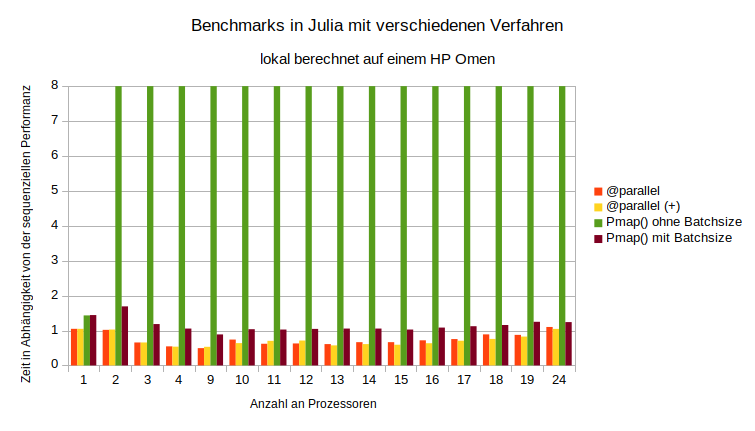 Benchmarks in Julia mit verschiedenen Verfahren
lokal berechnet auf einem HP Omen
Zeit in Abhängigkeit von der sequenziellen Performanz
8
7
6
5
4
3
2
1
0
1 2 3 4 9 10 11 12 13 14 15 16 17 18 19 24
Anzahl an Prozessoren
@parallel
@parallel (+)
Pmap() ohne Batchsize
Pmap() mit Batchsize